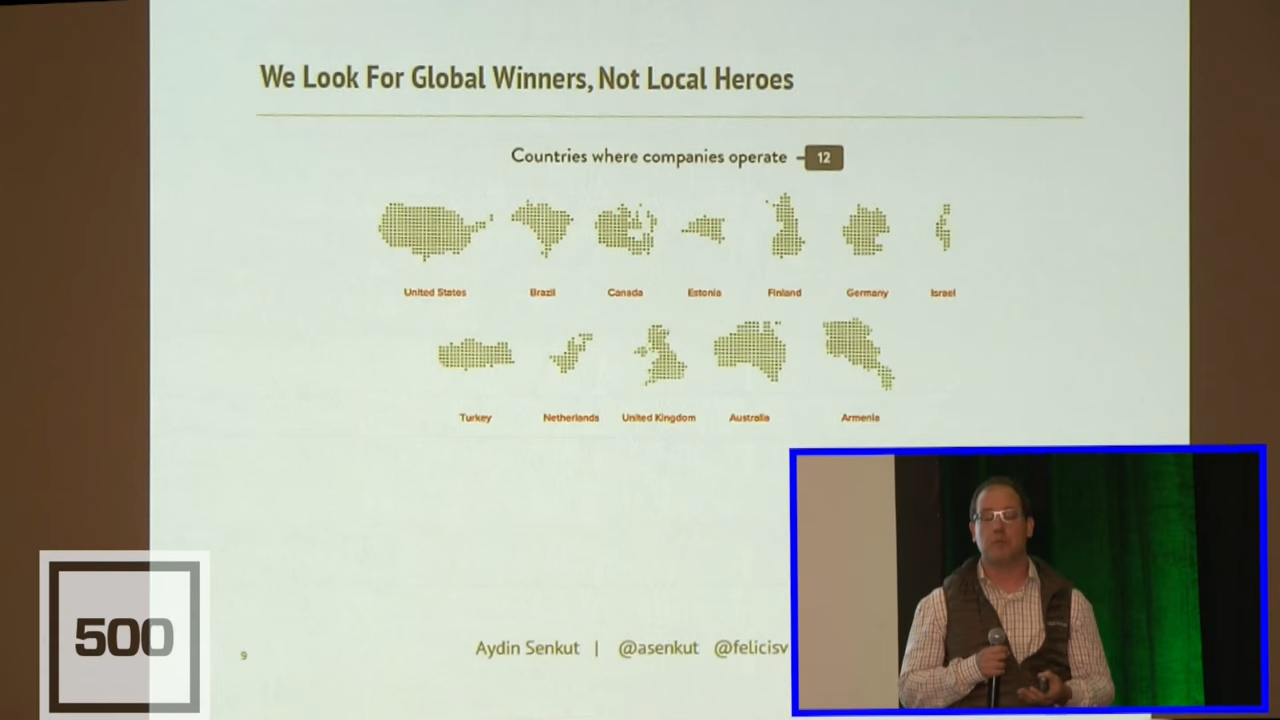 We Look For Global Winners, Not Local Heroes
Countries where companies operate 12
United States Brazil Canada Estonia Finland Germany Israel
Turkey Netherlands United Kingdom Australia Armenia
500
9 Aydin Senkut | @asenkut @felicisv